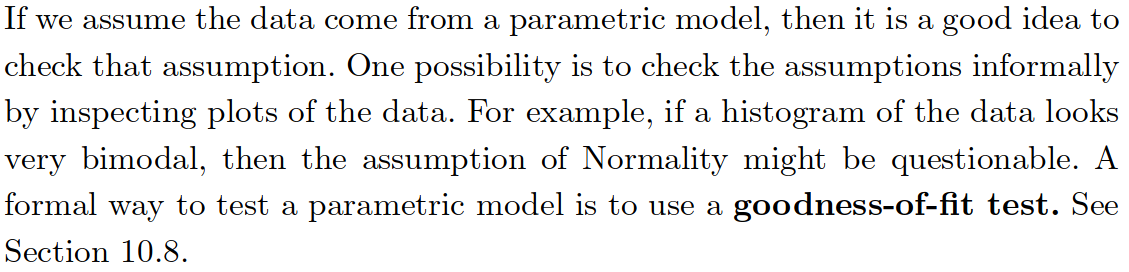 If we assume the data come from a parametric model, then it is a good idea to
check that assumption. One possibility is to check the assumptions informally
by inspecting plots of the data. For example, if a histogram of the data looks
very bimodal, then the assumption of Normality might be questionable. A
formal way to test a parametric model is to use a goodness-of-fit test. See
Section 10.8.